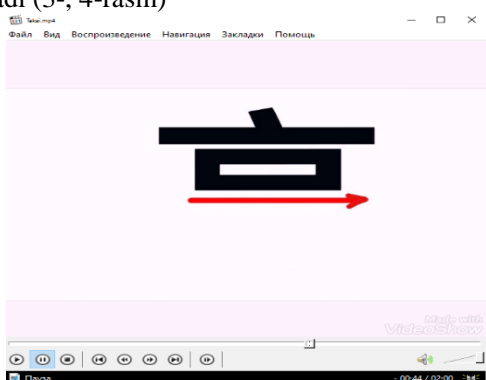 adi (3-, 4-rasm)
Takai.mp4
Файл Вид Воспроизведение Навигация Закладки Помощь
Made with
VideoShow
Пауза - 00:44 / 02:00